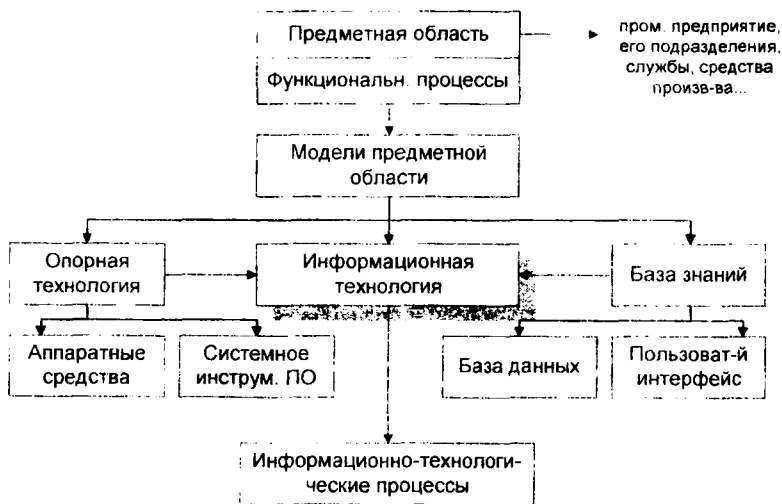 Предметная область
пром. предприятие,
его подразделения,
службы, средства
произв-ва...
Функциональн. процессы
Модели предметной
области
Опорная
технология
Информационная
технология
База знаний
Аппаратные
средства
Системное
инструм. ПО
База данных
Пользоват-й
интерфейс
Информационно-технологи-
ческие процессы